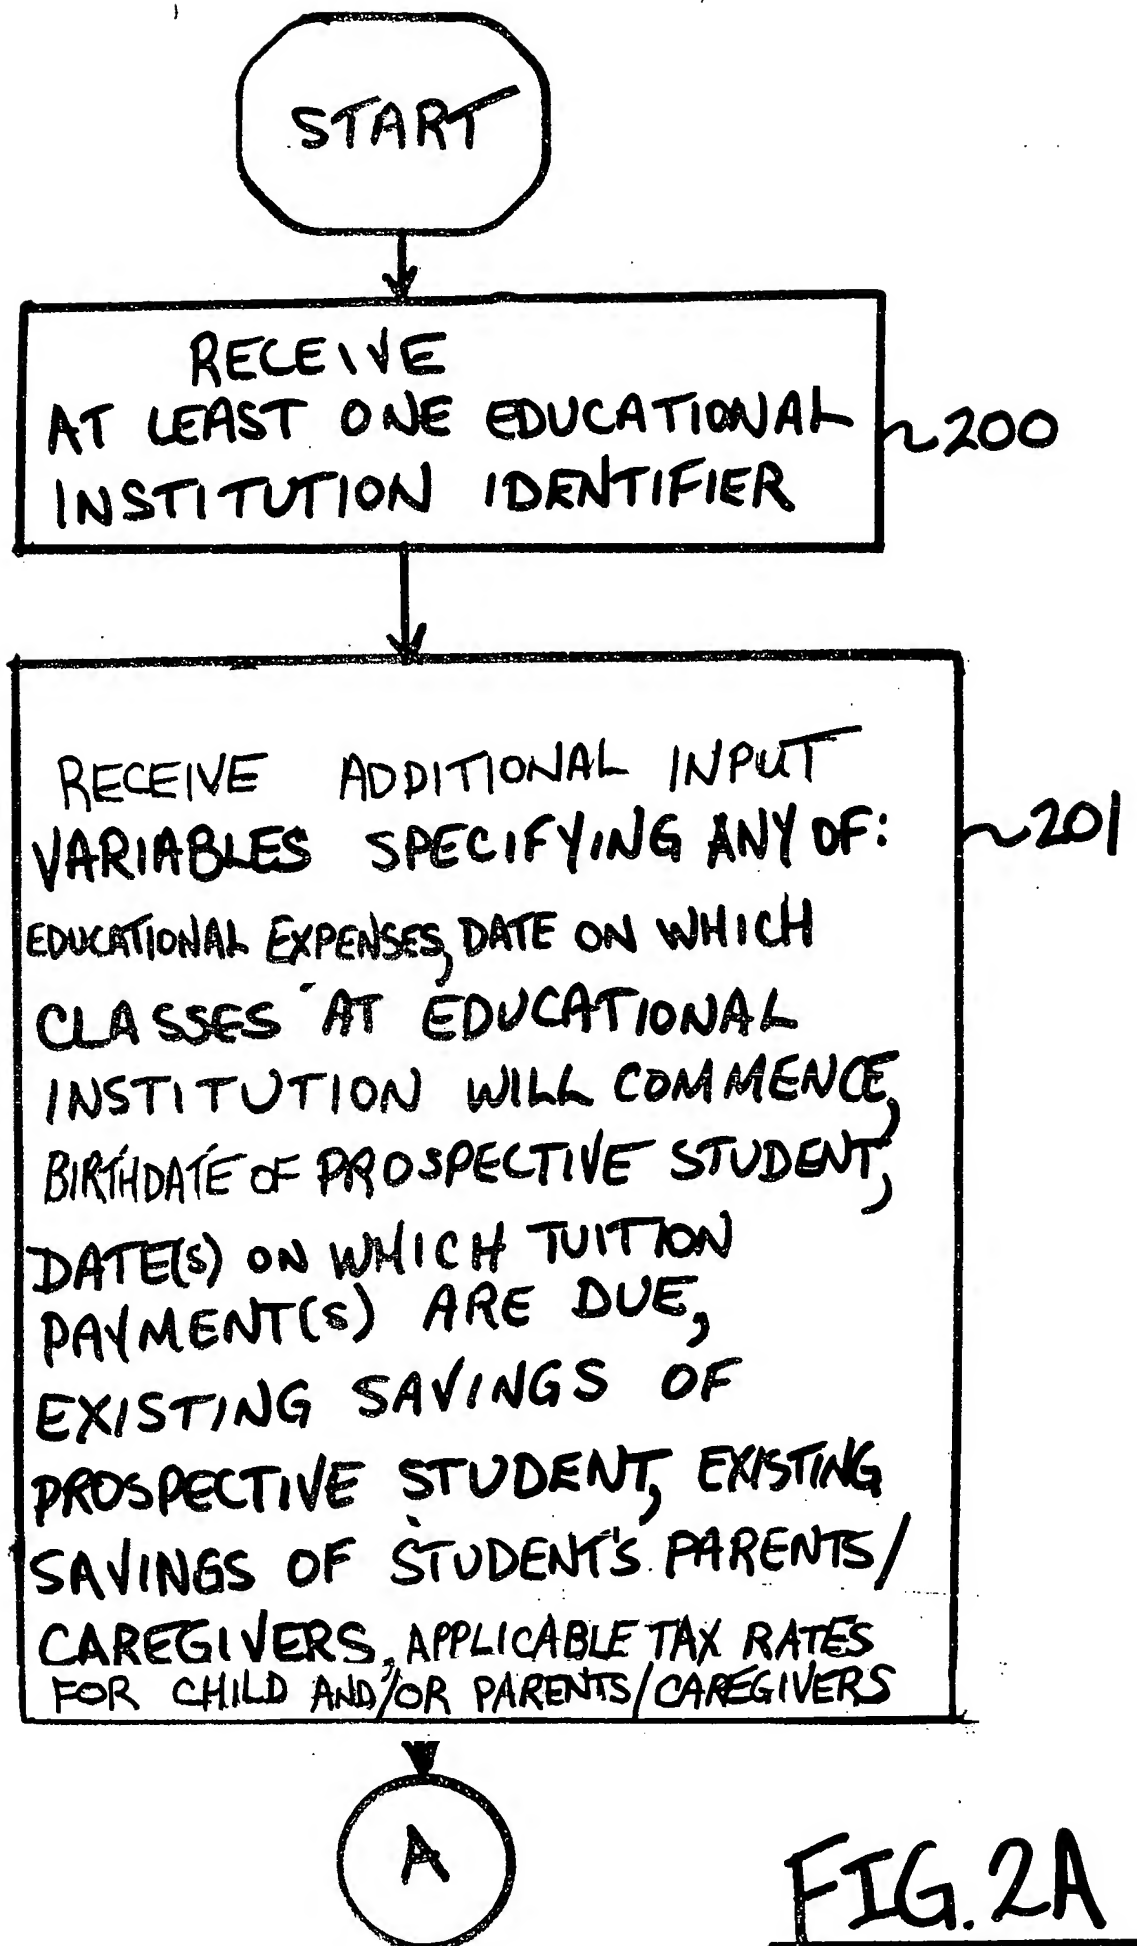 START
RECEIVE
AT LEAST ONE EDUCATIONAL
INSTITUTION IDENTIFIER
200
RECEIVE ADDITIONAL INPUT
VARIABLES SPECIFYING ANY OF:
201
EDUCATIONAL EXPENSES, DATE ON WHICH
CLASSES AT EDUCATIONAL
INSTITUTION WILL COMMENCE,
BIRTHDATE OF PROSPECTIVE STUDENT,
DATE(S) ON WHICH TUITION
PAYMENT(S) ARE DUE,
EXISTING SAVINGS OF
PROSPECTIVE STUDENT, EXISTING
SAVINGS OF STUDENT'S PARENTS/
CAREGIVERS, APPLICABLE TAX RATES
FOR CHILD AND/OR PARENTS/CAREGIVERS
A
FIG. 2A